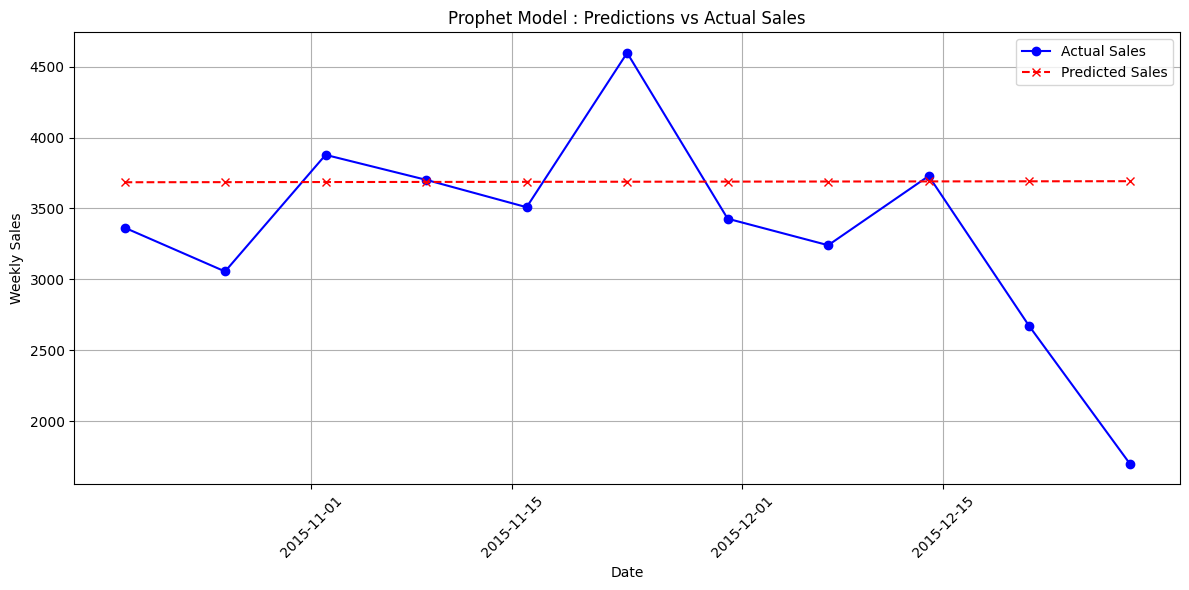 Prophet Model : Predictions vs Actual Sales
Actual Sales
Predicted Sales
Weekly Sales
4500
4000
3500
3000
2500
2000
2015-11-01
2015-11-15
2015-12-01
2015-12-15
Date